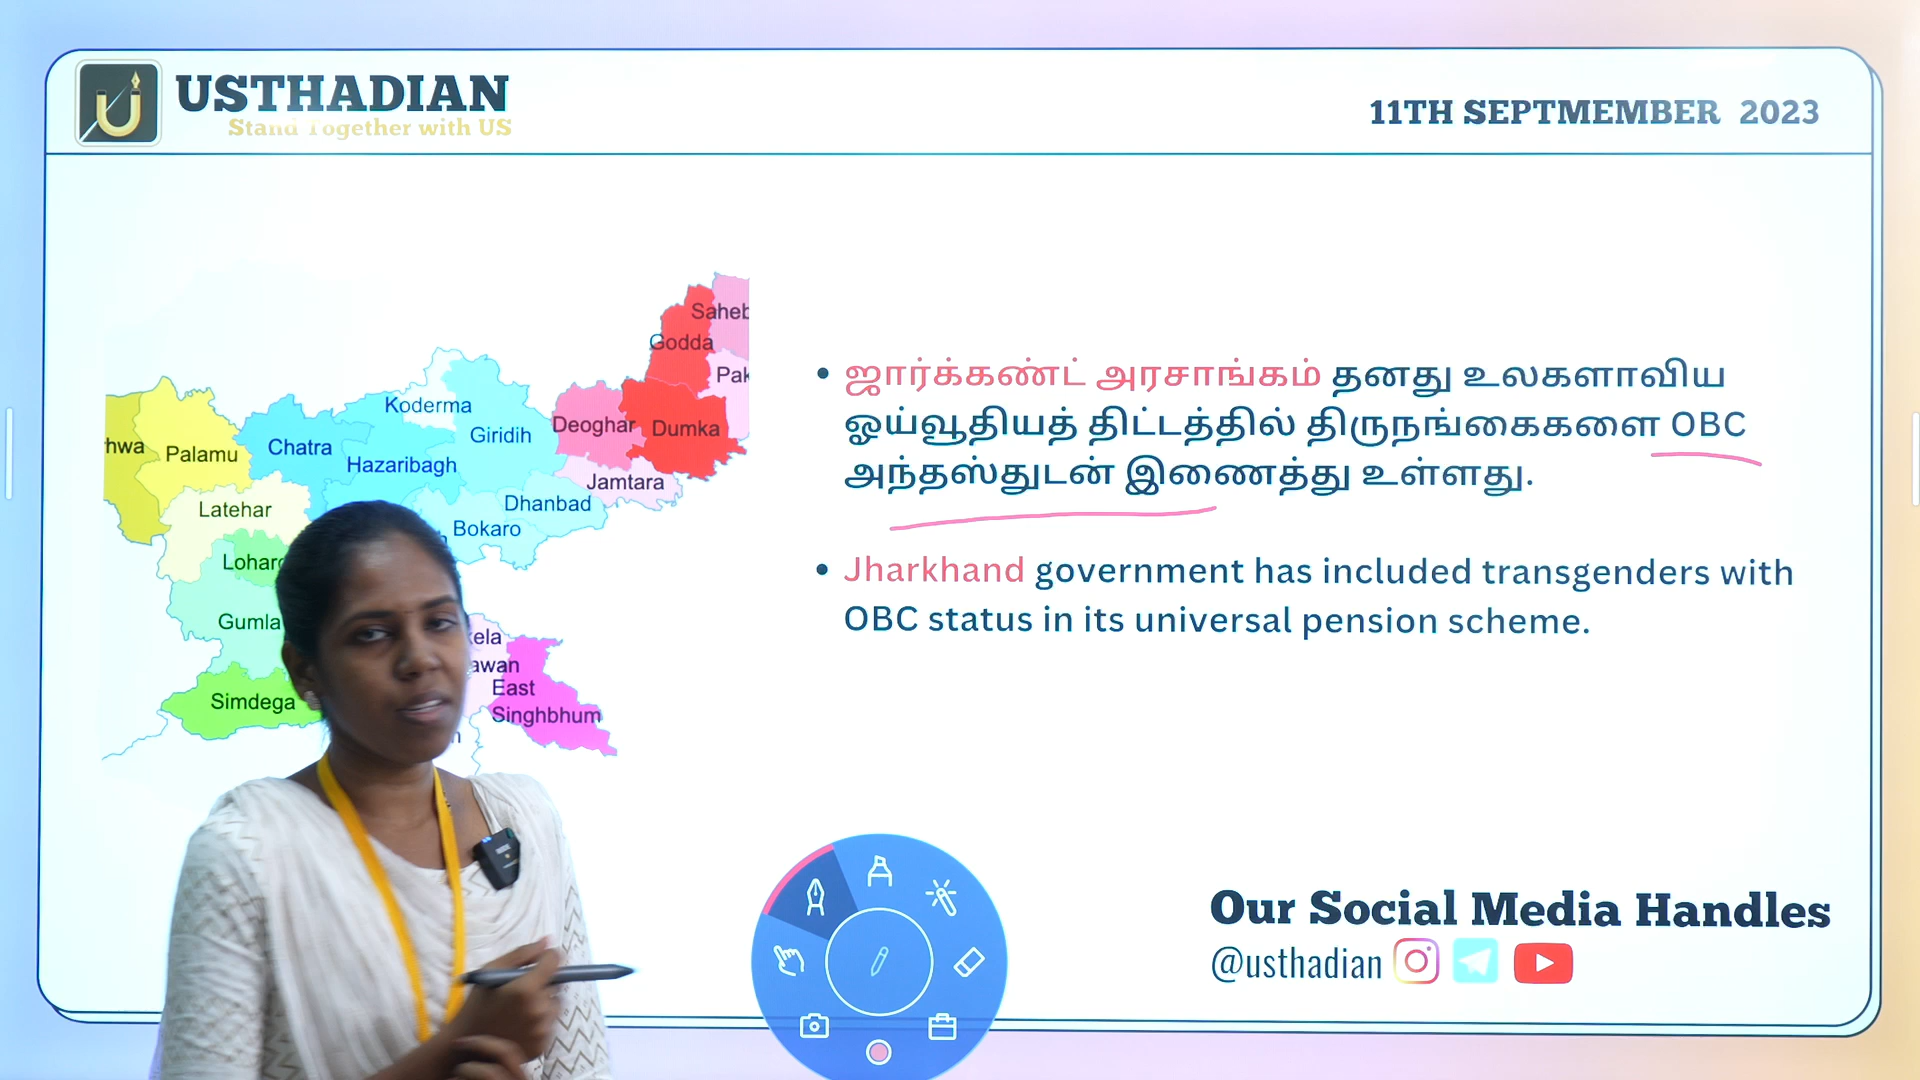 USTHADIAN
Stand Together with US
11TH SEPTMEMBER 2023
Saheb
Godda
Pak
Koderma
Giridih
Deoghar
Dumka
hwa
Palamu
Chatra
Hazaribagh
Jamtara
Latehar
Dhanbad
Bokaro
Lohard
Gumla
Simdega
kela
awan
East
Singhbhum
ஜார்க்கண்ட் அரசாங்கம் தனது உலகளாவிய
ஓய்வூதியத் திட்டத்தில் திருநங்கைகளை OBC
அந்தஸ்துடன் இணைத்து உள்ளது.
Jharkhand government has included transgenders with
OBC status in its universal pension scheme.
Our Social Media Handles
@usthadian